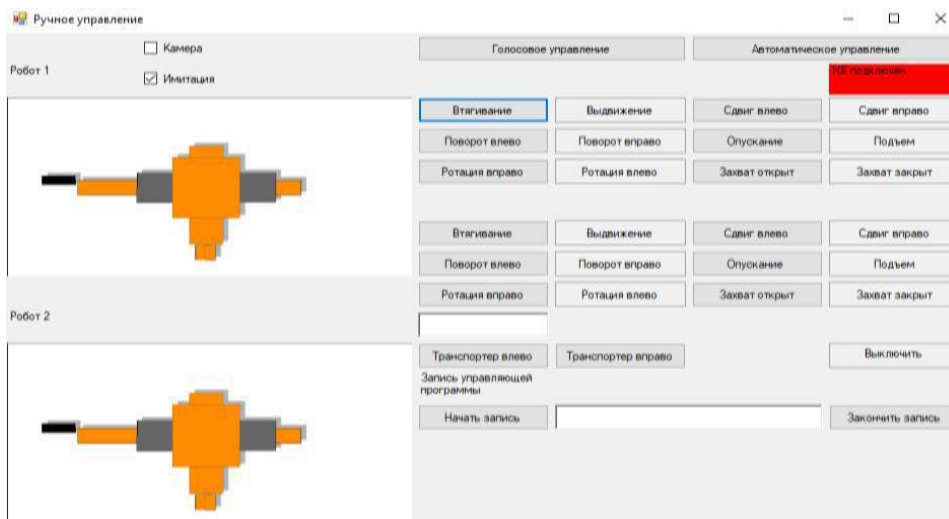 Ручное управление
Камера
Голосовое управление
Автоматическое управление
Робот 1
Имитация
НЕ подключен
Втягивание
Выдвижение
Сдвиг влево
Сдвиг вправо
Поворот влево
Поворот вправо
Опускание
Подъем
Ротация вправо
Ротация влево
Захват открыт
Захват закрыт
Втягивание
Выдвижение
Сдвиг влево
Сдвиг вправо
Поворот влево
Поворот вправо
Опускание
Подъем
Ротация вправо
Ротация влево
Захват открыт
Захват закрыт
Робот 2
Транспортер влево
Транспортер вправо
Выключить
Запись управляющей
программы
Начать запись
Закончить запись